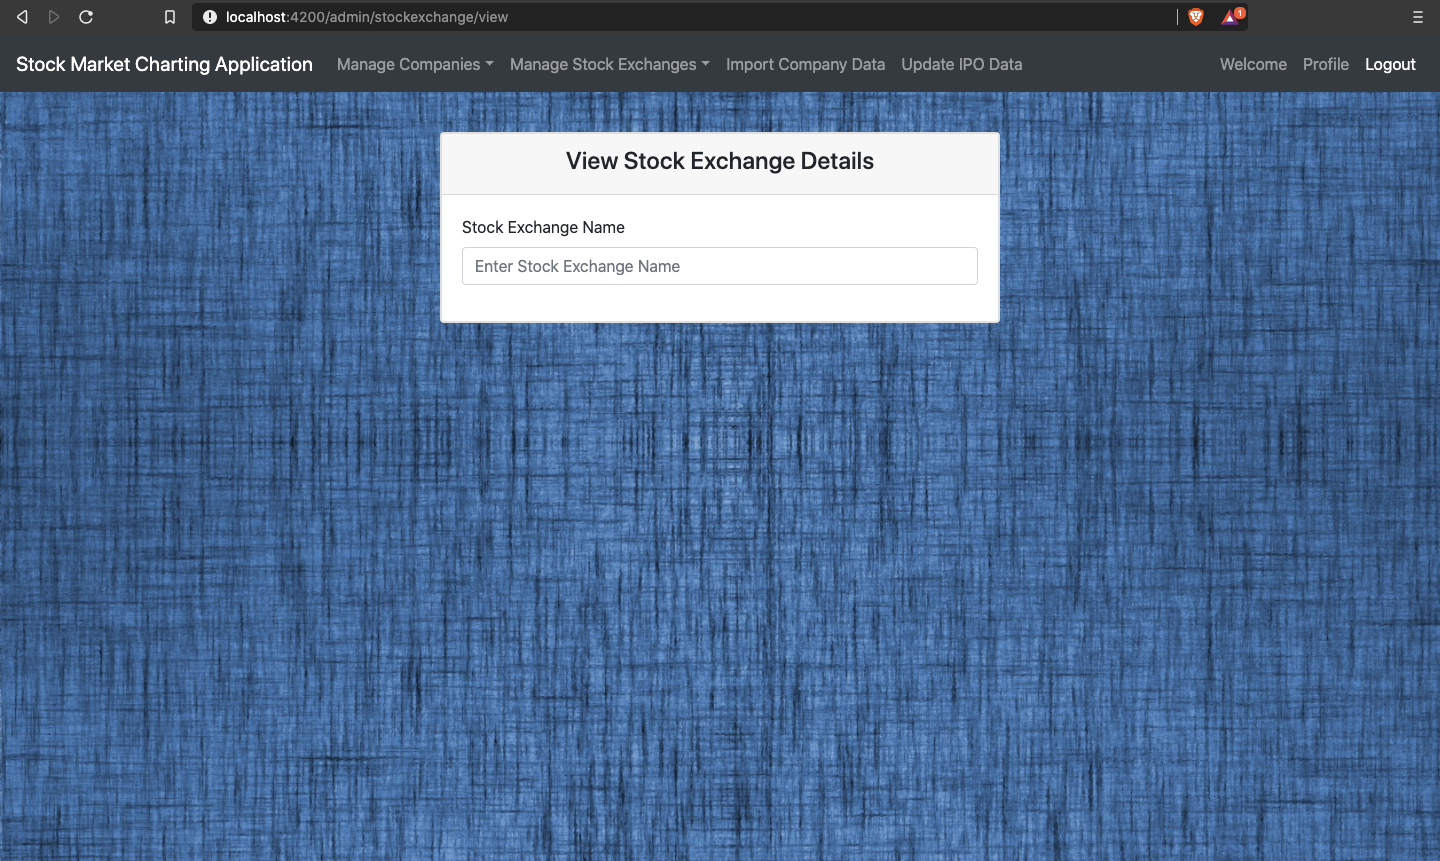 localhost:4200/admin/stockexchange/view
1
Stock Market Charting Application Manage Companies Manage Stock Exchanges Import Company Data Update IPO Data Welcome Profile Logout
View Stock Exchange Details
Stock Exchange Name
Enter Stock Exchange Name